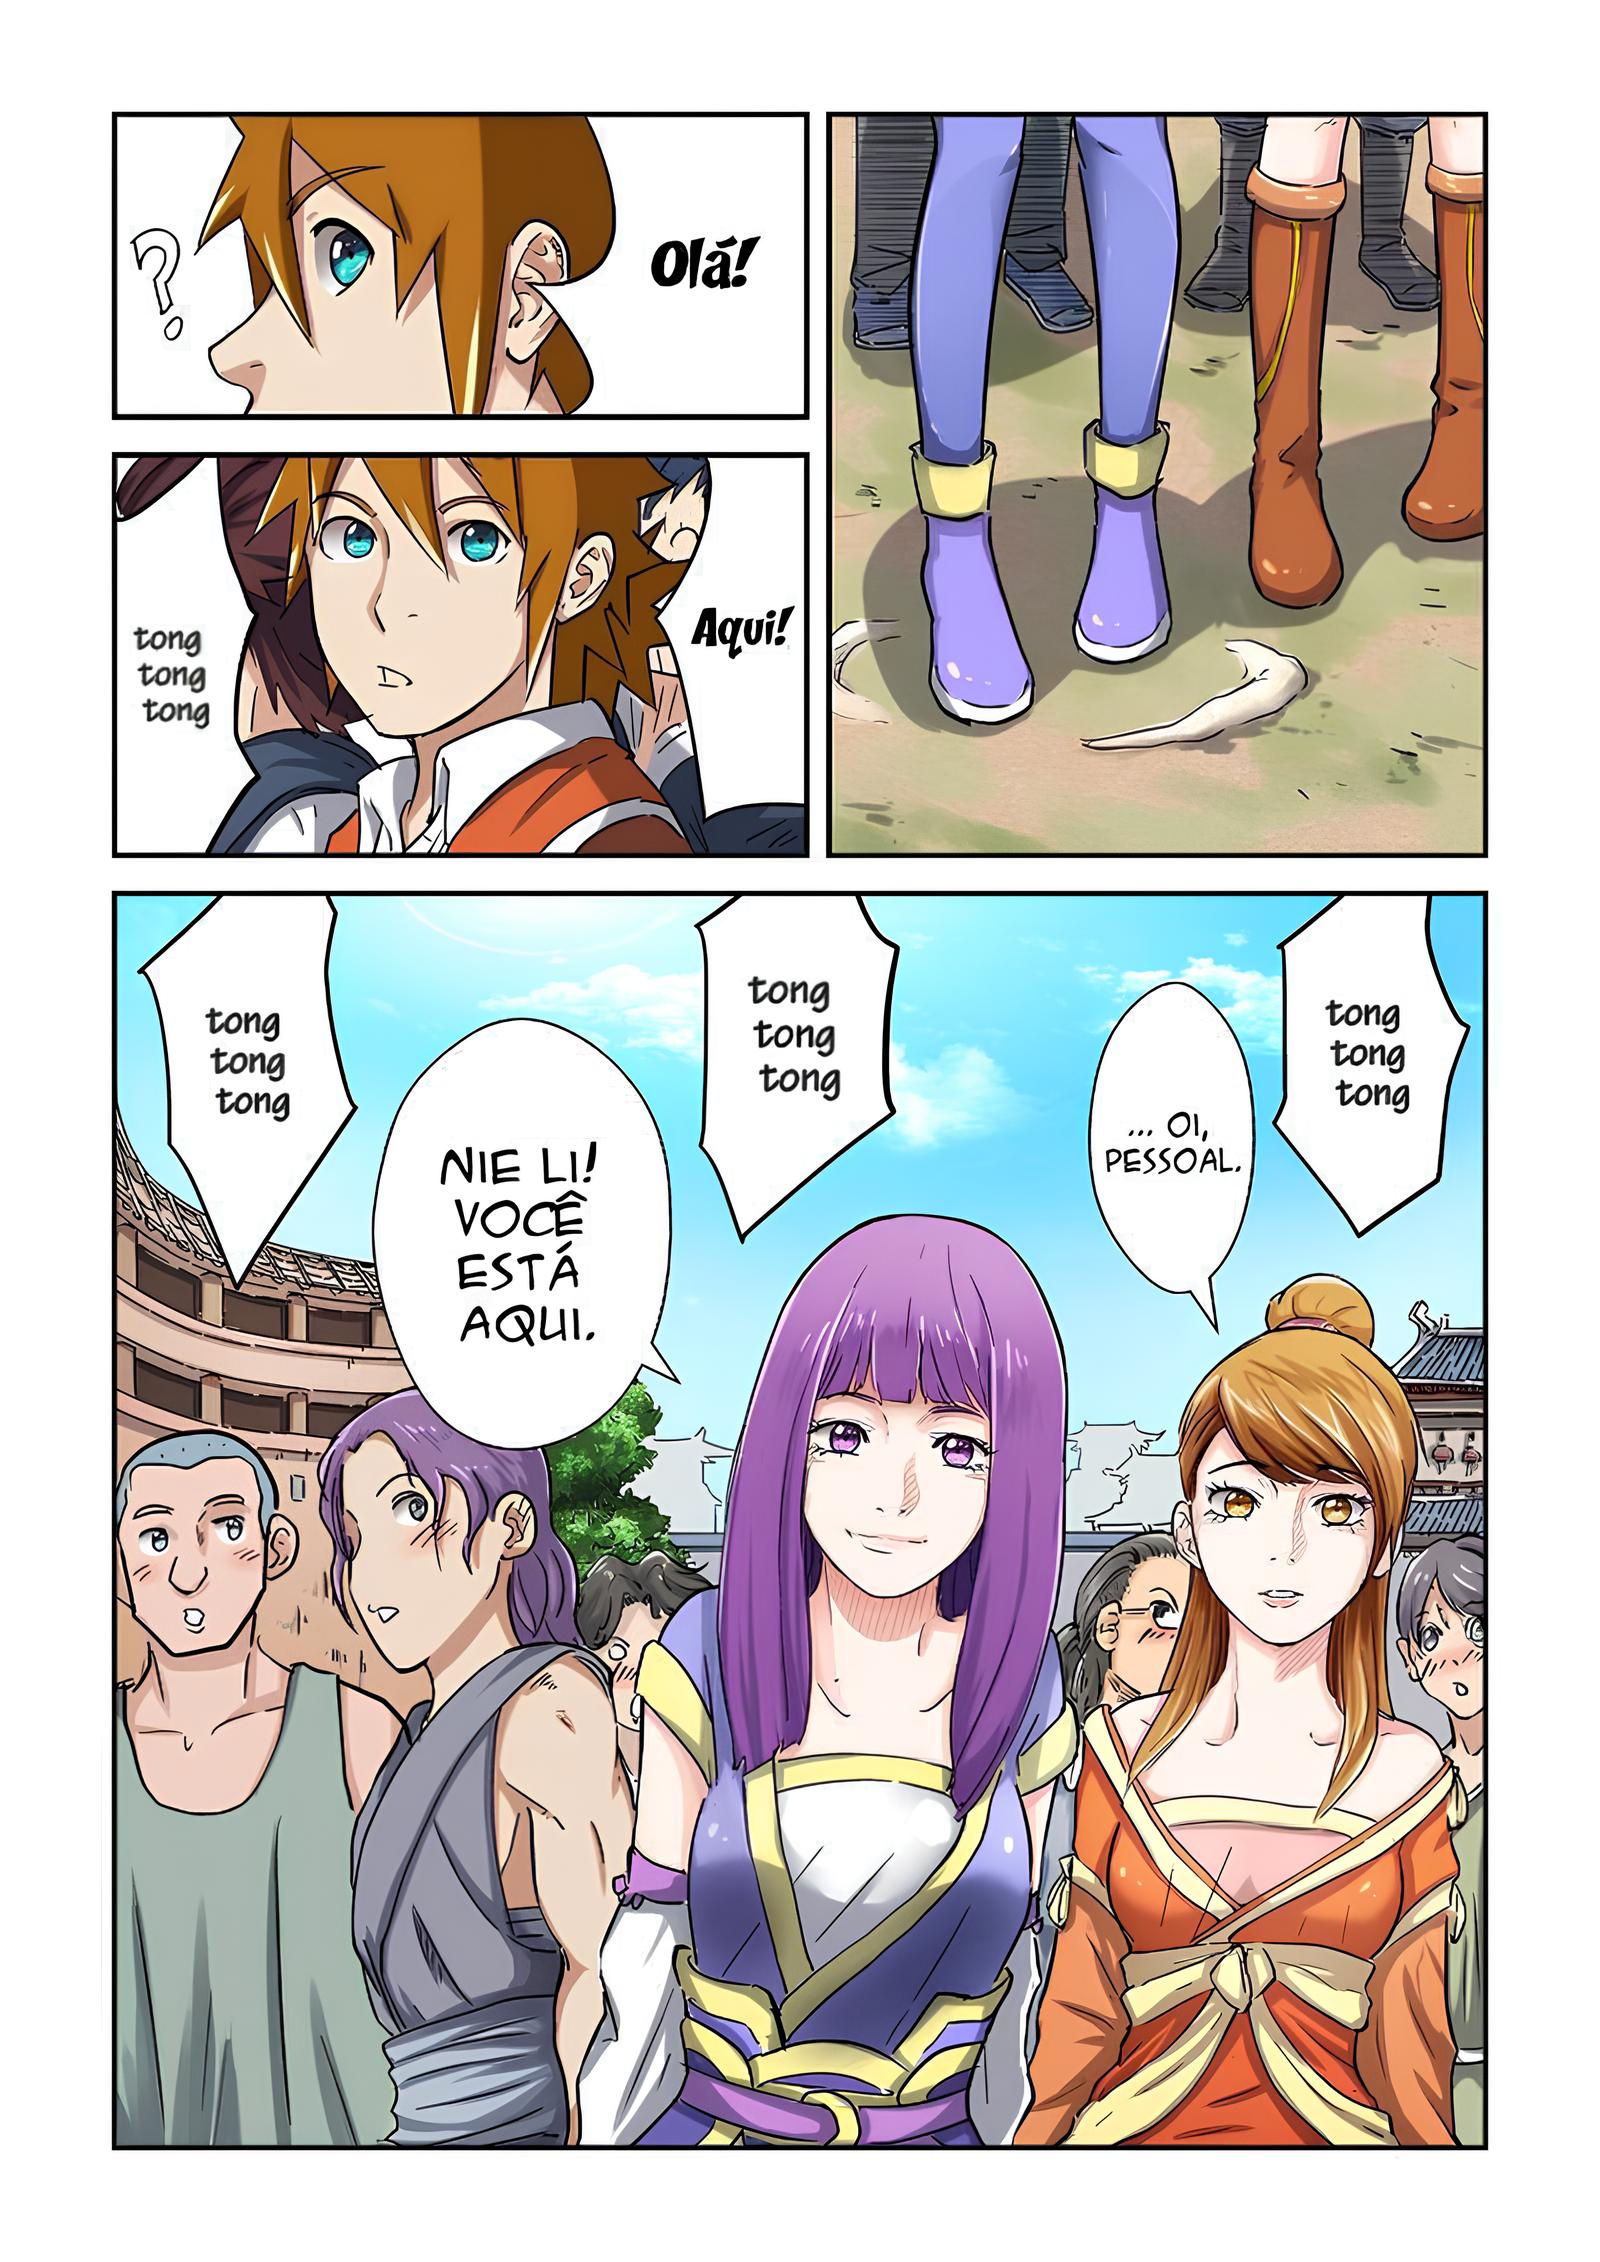 ?
Olá!
Aqui!
tong
tong
tong
tong
tong
tong
NIE LI!
VOCÊ
ESTÁ
AQUI.
tong
tong
tong
... OI,
PESSOAL.
tong
tong
tong